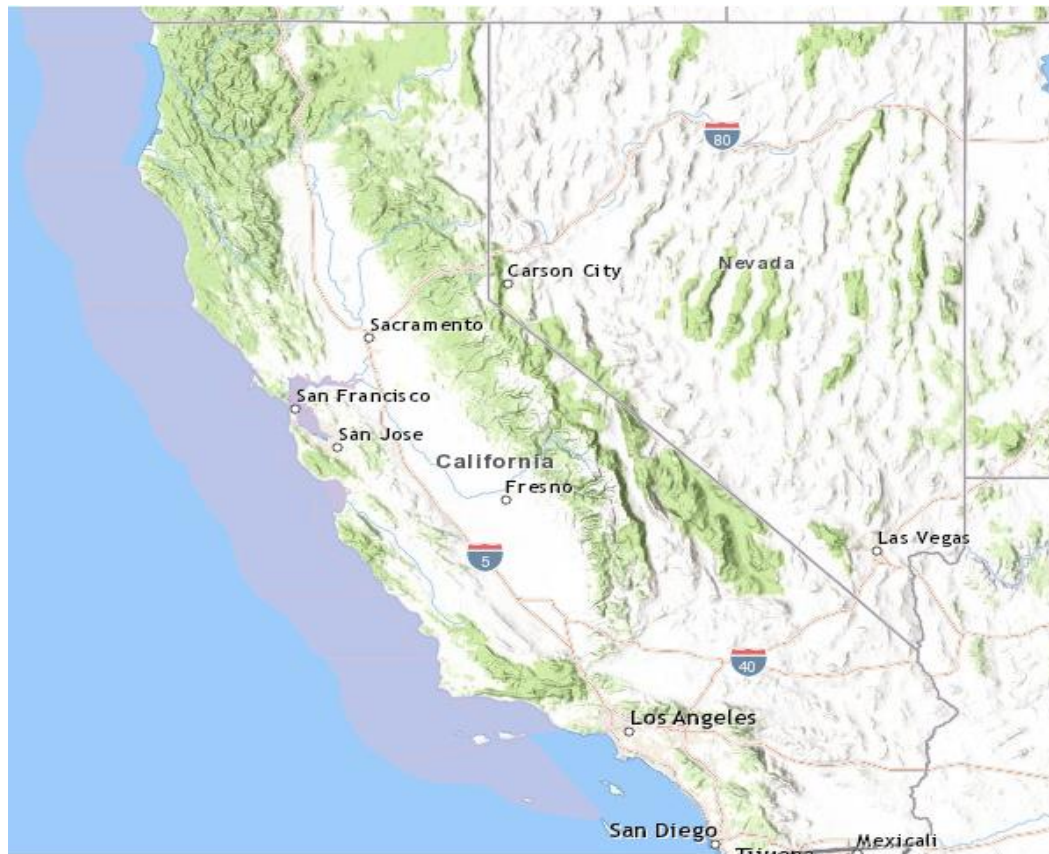 80
Carson City
Nevada
Sacramento
San Francisco
San Jose
California
Fresno
Las Vegas
5
40
Los Angeles
San Diego
Mexicali
Tijuana